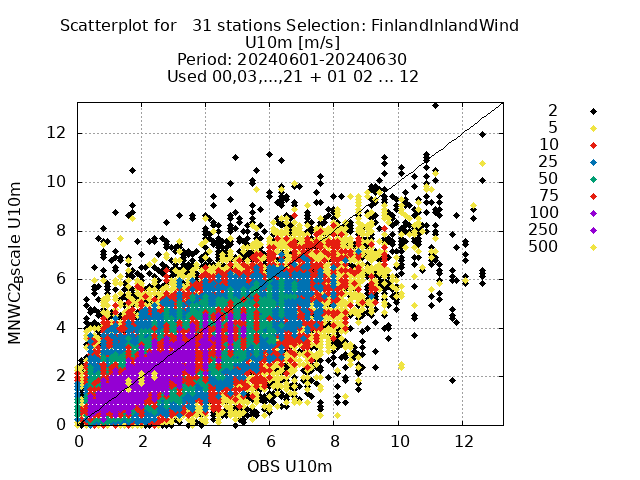 Scatterplot for   31 stations Selection: FinlandInlandWind
U10m [m/s]
Period: 20240601-20240630
Used 00,03,...,21 + 01 02 ... 12
2
5
10
25
50
75
100
250
500
12
10
8
6
4
2
0
0 2 4 6 8 10 12
OBS U10m